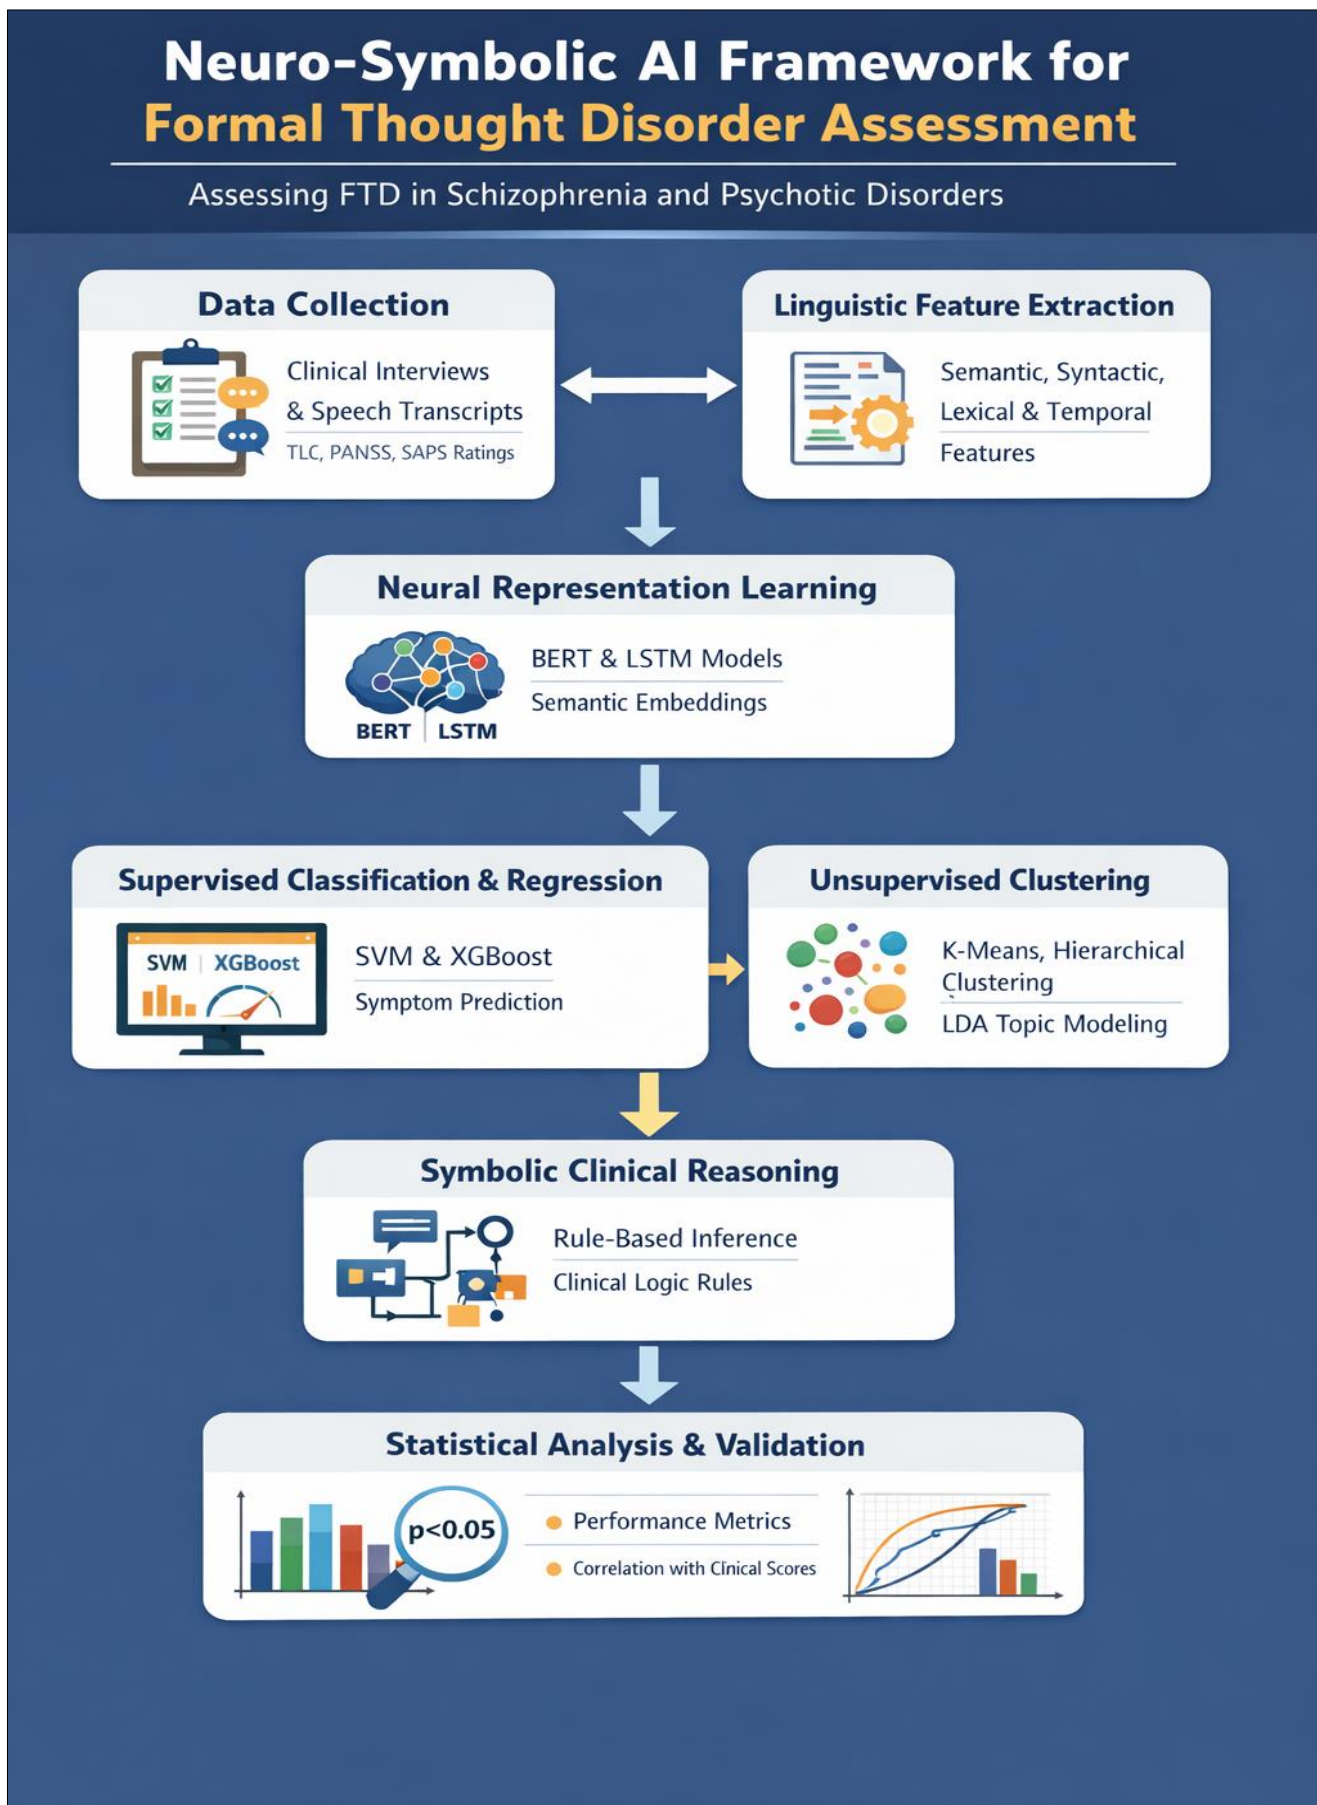 Neuro-Symbolic AI Framework for
Formal Thought Disorder Assessment
Assessing FTD in Schizophrenia and Psychotic Disorders
Data Collection
Clinical Interviews
& Speech Transcripts
TLC, PANSS, SAPS Ratings
Linguistic Feature Extraction
Semantic, Syntactic,
Lexical & Temporal
Features
Neural Representation Learning
BERT & LSTM Models
Semantic Embeddings
BERT | LSTM
Supervised Classification & Regression
SVM | XGBoost
SVM & XGBoost
Symptom Prediction
Unsupervised Clustering
K-Means, Hierarchical
Clustering
LDA Topic Modeling
Symbolic Clinical Reasoning
Rule-Based Inference
Clinical Logic Rules
Statistical Analysis & Validation
p<0.05
Performance Metrics
Correlation with Clinical Scores